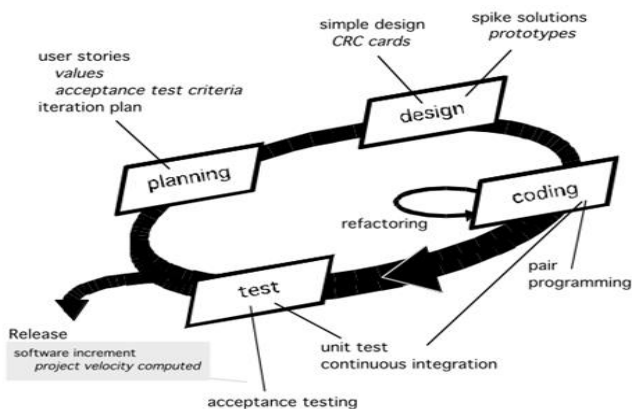 simple design
CRC cards
spike solutions
prototypes
user stories
values
acceptance test criteria
iteration plan
design
planning
coding
refactoring
test
pair
programming
Release
software increment
project velocity computed
unit test
continuous integration
acceptance testing